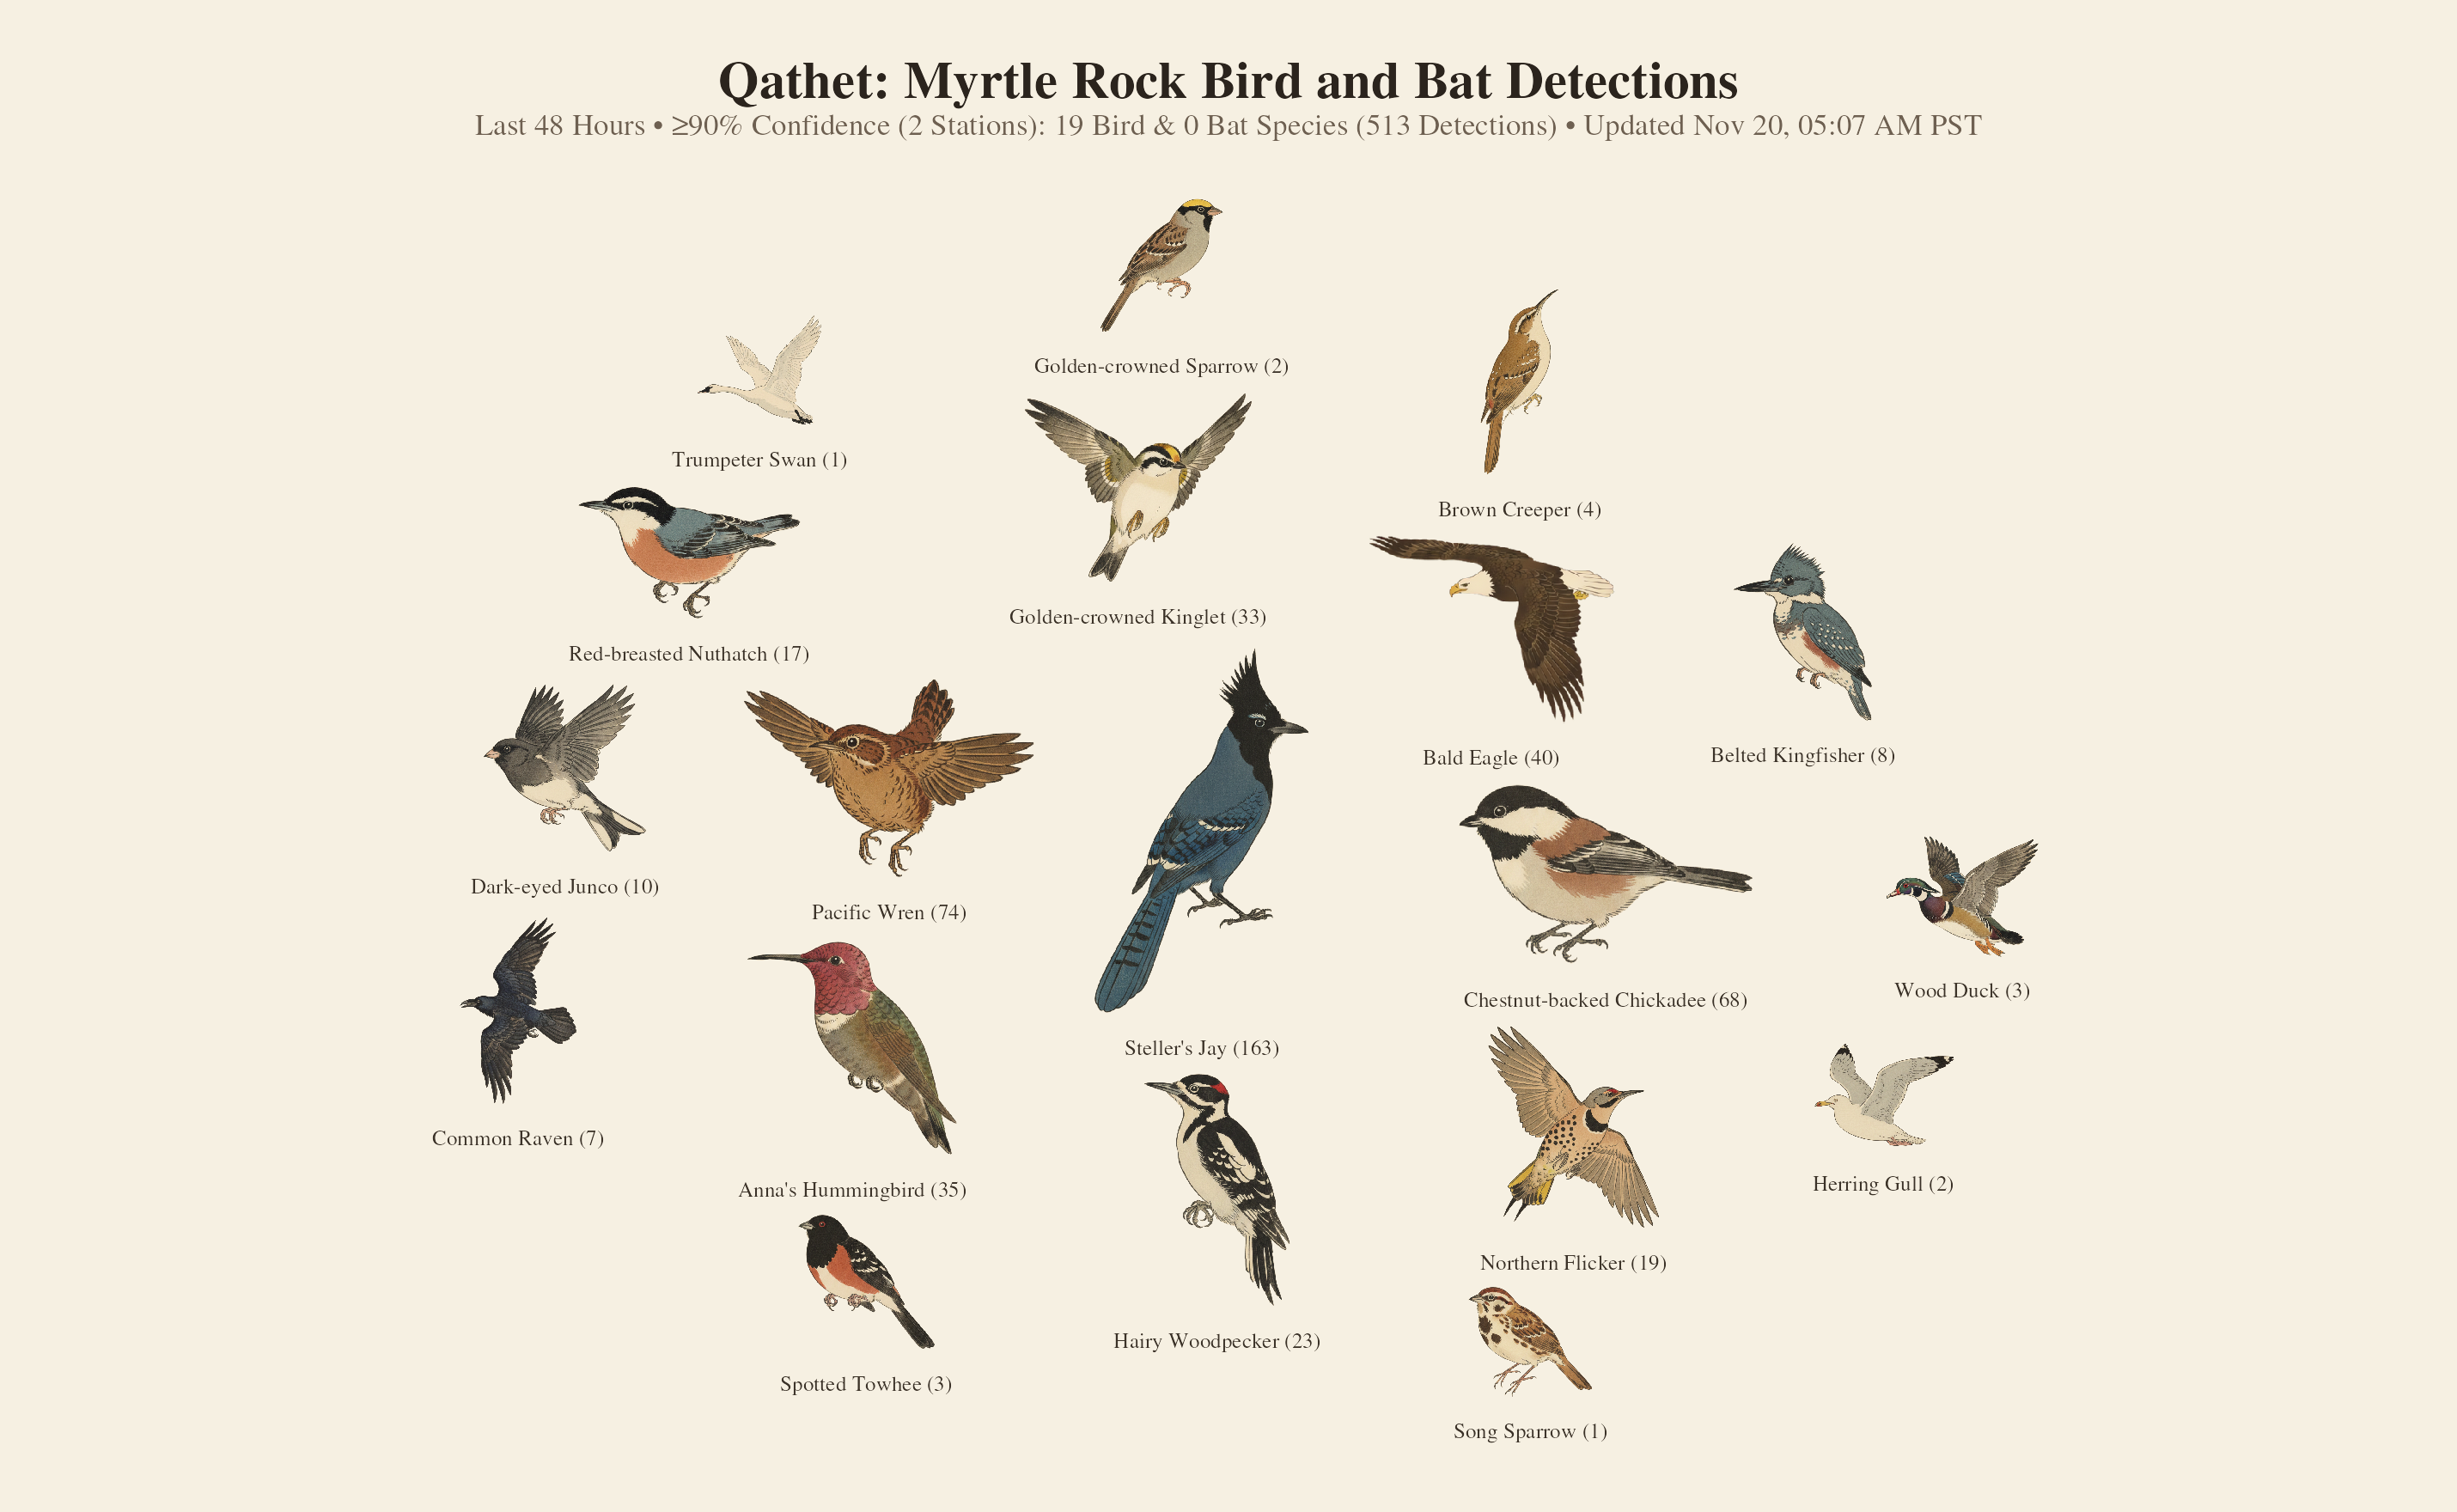 Qathet: Myrtle Rock Bird and Bat Detections
Last 48 Hours • ≥90% Confidence (2 Stations): 19 Bird & 0 Bat Species (513 Detections) • Updated Nov 20, 05:07 AM PST
Golden-crowned Sparrow (2)
Trumpeter Swan (1)
Brown Creeper (4)
Golden-crowned Kinglet (33)
Red-breasted Nuthatch (17)
Bald Eagle (40)
Belted Kingfisher (8)
Dark-eyed Junco (10)
Pacific Wren (74)
Wood Duck (3)
Chestnut-backed Chickadee (68)
Steller's Jay (163)
Common Raven (7)
Herring Gull (2)
Anna's Hummingbird (35)
Northern Flicker (19)
Hairy Woodpecker (23)
Spotted Towhee (3)
Song Sparrow (1)